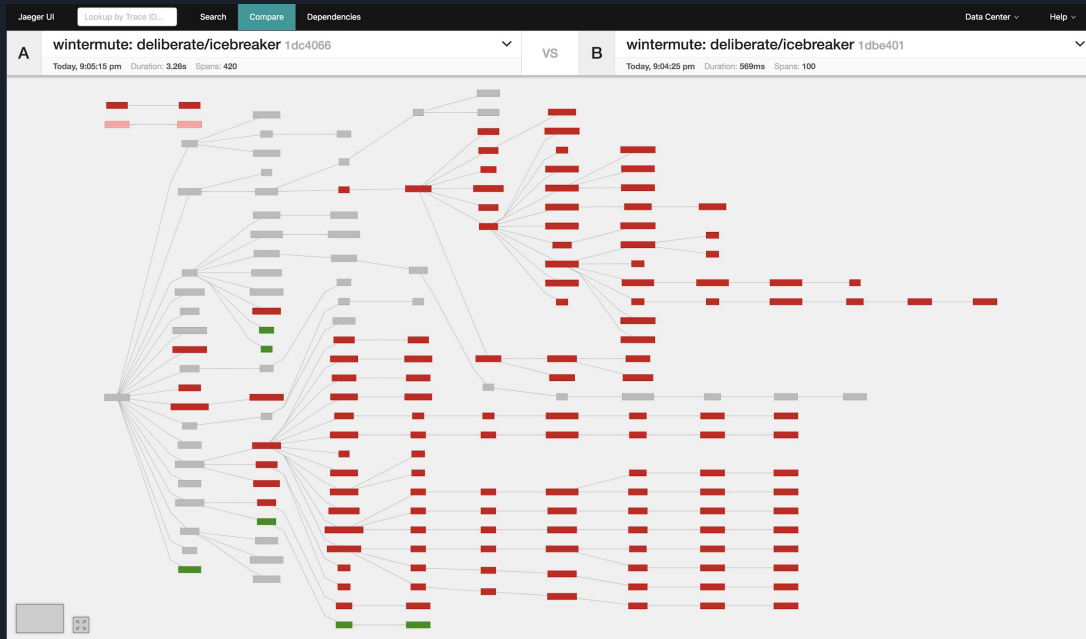 Jaeger UI Lookup by Trace ID... Search Compare Dependencies Data Center Help
A wintermute: deliberate/icebreaker 1dc4066 VS B wintermute: deliberate/icebreaker 1dbe401
Today, 9:05:15 pm Duration: 3.26s Spans: 420 Today, 9:04:25 pm Duration: 569ms Spans: 100